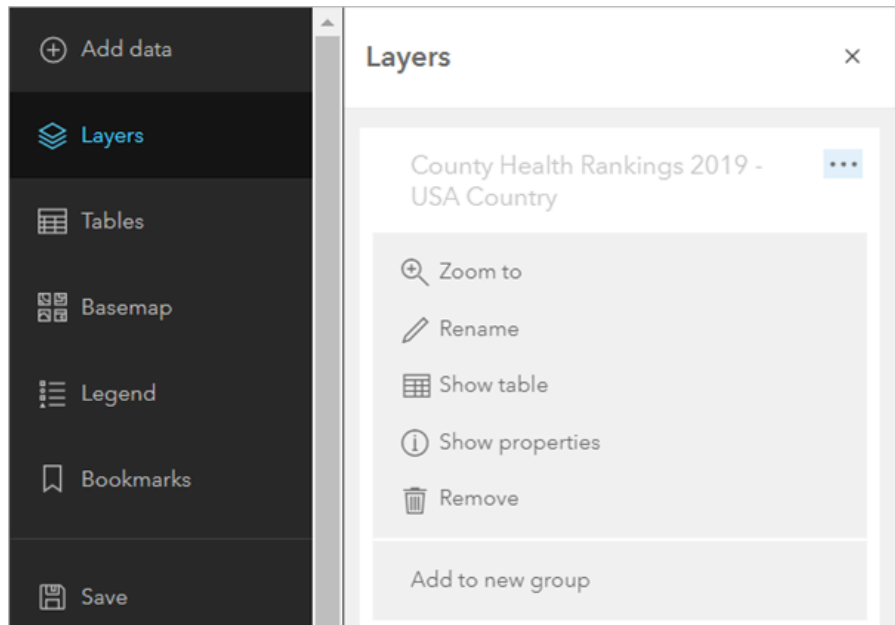 Add data
Layers
Tables
Basemap
Legend
Bookmarks
Save
Layers
County Health Rankings 2019 -
USA Country
Zoom to
Rename
Show table
Show properties
Remove
Add to new group